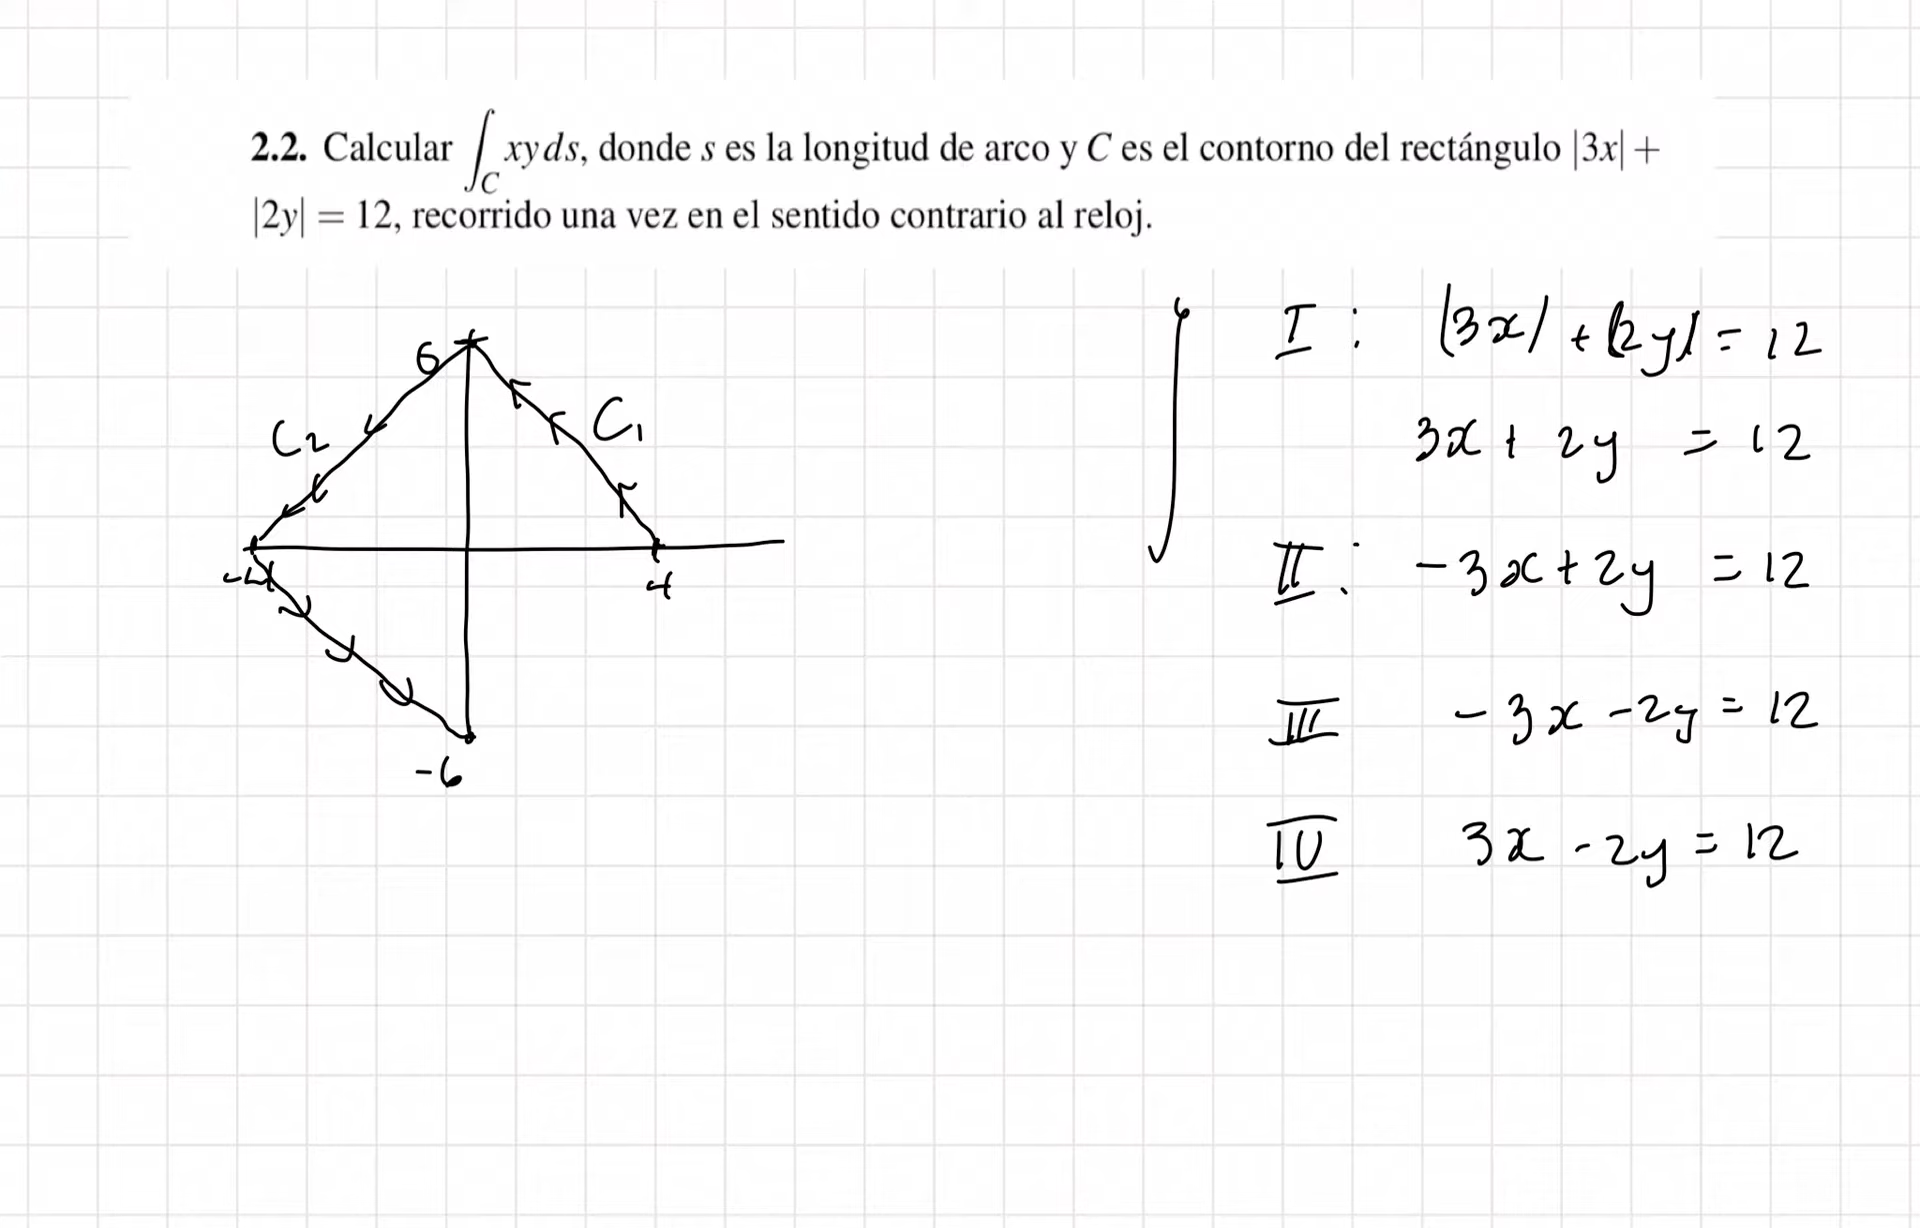 2.2. Calcular ∫_C xy ds, donde s es la longitud de arco y C es el contorno del rectángulo |3x| +
|2y| = 12, recorrido una vez en el sentido contrario al reloj.
6
C₁
C₂
-4
4
-6
∫
I : |3x| + |2y| = 12
3x + 2y = 12
II : -3x + 2y = 12
III -3x - 2y = 12
IV 3x - 2y = 12